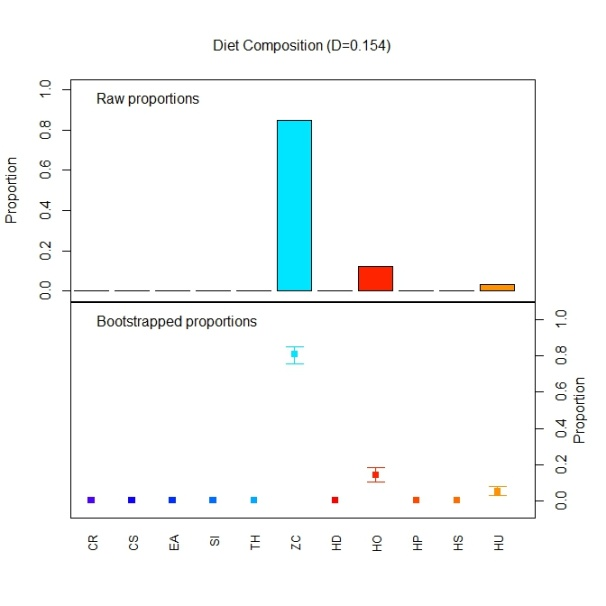 Diet Composition (D=0.154)
Raw proportions
Proportion
1.0
0.8
0.6
0.4
0.2
0.0
Bootstrapped proportions
Proportion
1.0
0.8
0.6
0.4
0.2
0.0
CR CS EA SI TH ZC HD HO HP HS HU